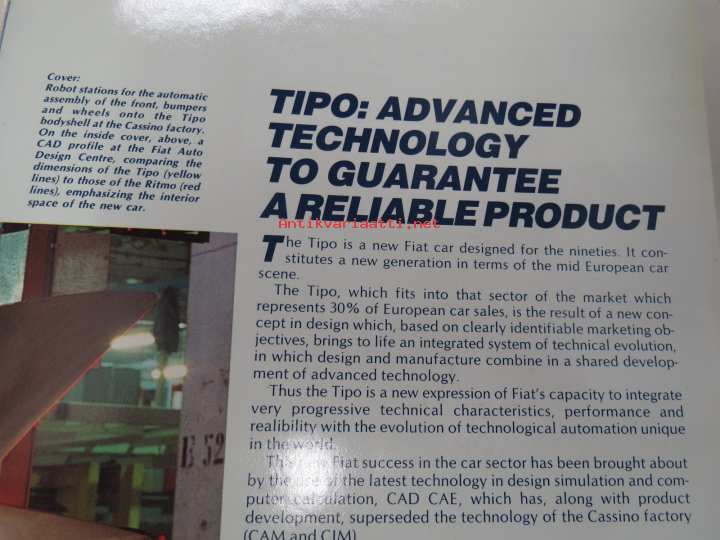 Cover:
Robot stations for the automatic
assembly of the front, bumpers
and wheels onto the Tipo
bodyshell at the Cassino factory.
On the inside cover, above, a
CAD profile at the Fiat Auto
Design Centre, comparing the
dimensions of the Tipo (yellow
lines) to those of the Ritmo (red
lines), emphasizing the interior
space of the new car.
TIPO: ADVANCED
TECHNOLOGY
TO GUARANTEE
A RELIABLE PRODUCT
Antikvariaatti.net
The Tipo is a new Fiat car designed for the nineties. It con-
stitutes a new generation in terms of the mid European car
scene.
The Tipo, which fits into that sector of the market which
represents 30% of European car sales, is the result of a new con-
cept in design which, based on clearly identifiable marketing ob-
jectives, brings to life an integrated system of technical evolution,
in which design and manufacture combine in a shared develop-
ment of advanced technology.
Thus the Tipo is a new expression of Fiat's capacity to integrate
very progressive technical characteristics, performance and
realibility with the evolution of technological automation unique
in the world.
The Fiat success in the car sector has been brought about
by the use of the latest technology in design simulation and com-
puter calculation, CAD CAE, which has, along with product
development, superseded the technology of the Cassino factory
(CAM and CIM)
E 52